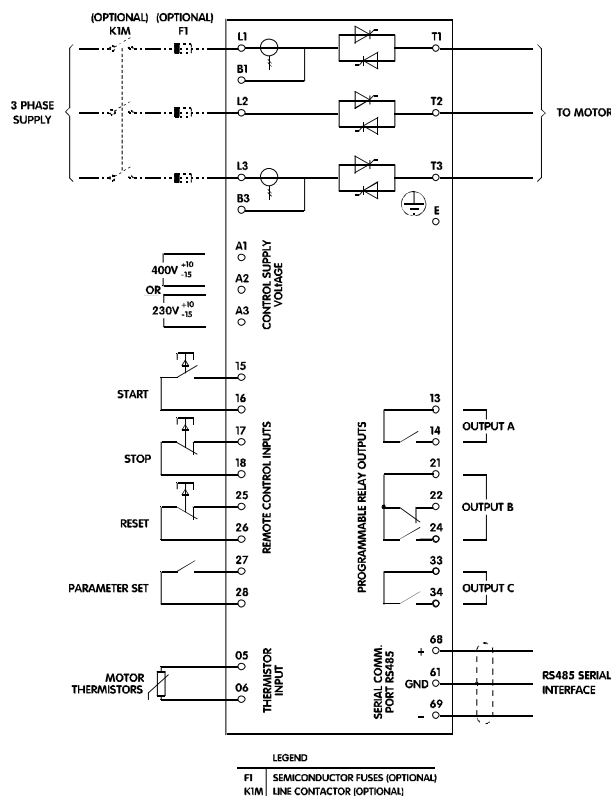 (OPTIONAL) (OPTIONAL)
K1M F1
L1 T1
B1
3 PHASE
SUPPLY
L2 T2
TO MOTOR
L3 T3
B3
E
A1
400V +10 -15
A2
OR
230V +10 -15
A3
CONTROL SUPPLY
VOLTAGE
15
START
16
17
STOP
18
25
RESET
26
27
PARAMETER SET
28
REMOTE CONTROL INPUTS
13
14
OUTPUT A
21
22
OUTPUT B
24
33
OUTPUT C
34
PROGRAMMABLE RELAY OUTPUTS
05
MOTOR
THERMISTORS
06
THERMISTOR
INPUT
SERIAL COMM.
PORT RS485
+ 68
GND 61
- 69
RS485 SERIAL
INTERFACE
LEGEND
F1 SEMICONDUCTOR FUSES (OPTIONAL)
K1M LINE CONTACTOR (OPTIONAL)